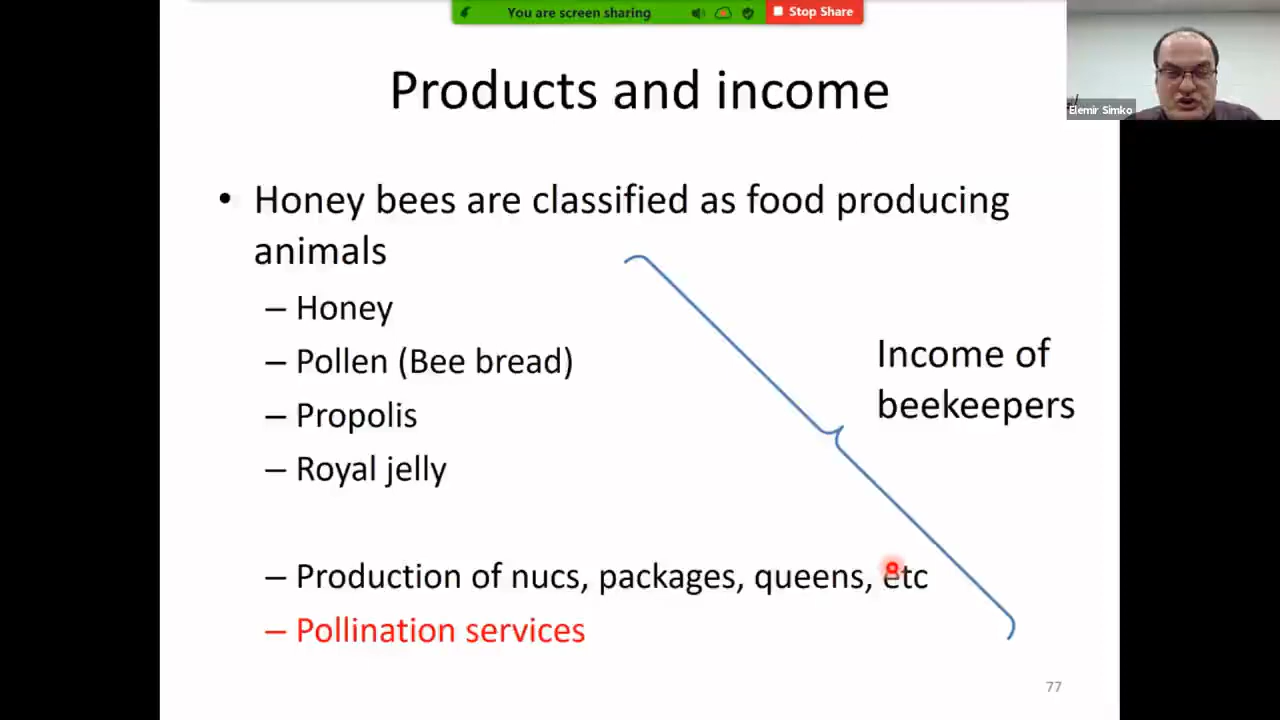 You are screen sharing
Stop Share
Elemir Simko
Products and income
• Honey bees are classified as food producing
animals
– Honey
– Pollen (Bee bread)
– Propolis
– Royal jelly
Income of
beekeepers
– Production of nucs, packages, queens, etc
– Pollination services
77